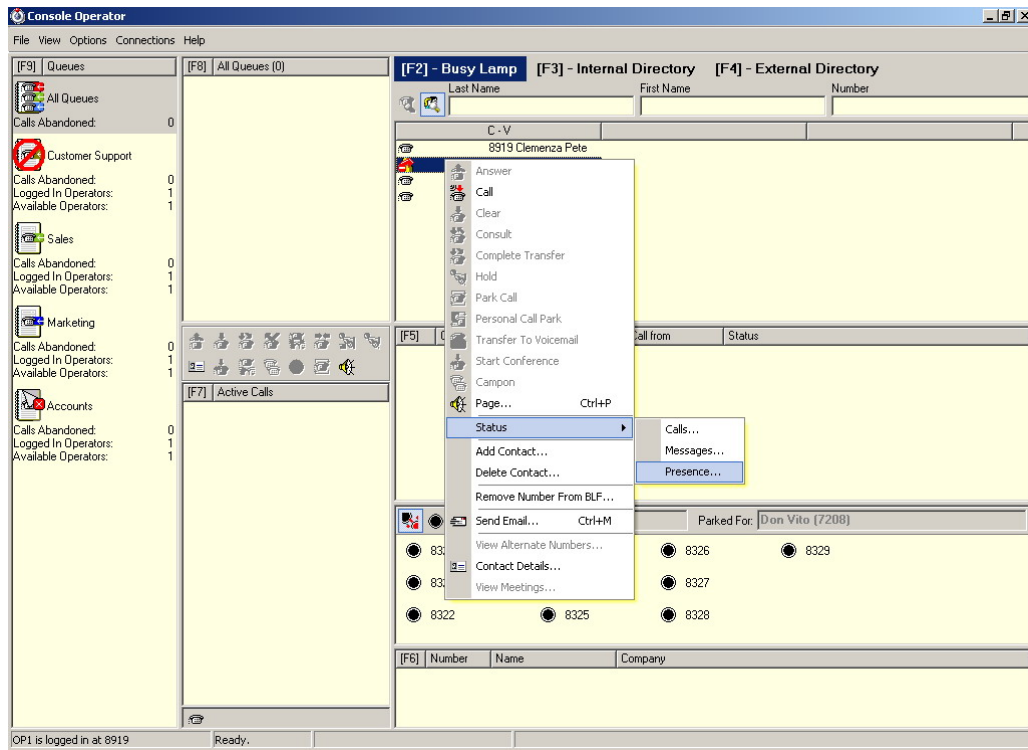 Console Operator
File View Options Connections Help
[F9] Queues
All Queues
Calls Abandoned: 0
Customer Support
Calls Abandoned: 0
Logged In Operators: 1
Available Operators: 1
Sales
Calls Abandoned: 0
Logged In Operators: 1
Available Operators: 1
Marketing
Calls Abandoned: 0
Logged In Operators: 1
Available Operators: 1
Accounts
Calls Abandoned: 0
Logged In Operators: 1
Available Operators: 1
[F8] All Queues (0)
[F7] Active Calls
[F2] - Busy Lamp [F3] - Internal Directory [F4] - External Directory
Last Name First Name Number
C - V
8919 Clemenza Pete
Answer
Call
Clear
Consult
Complete Transfer
Hold
Park Call
Personal Call Park
Transfer To Voicemail
Start Conference
Campon
Page... Ctrl+P
Status
Add Contact...
Delete Contact...
Remove Number From BLF...
Send Email... Ctrl+M
View Alternate Numbers...
Contact Details...
View Meetings...
Calls...
Messages...
Presence...
[F5] Call from Status
Parked For: Don Vito (7208)
8326 8329
8327
8322 8325 8328
[F6] Number Name Company
OP1 is logged in at 8919 Ready.